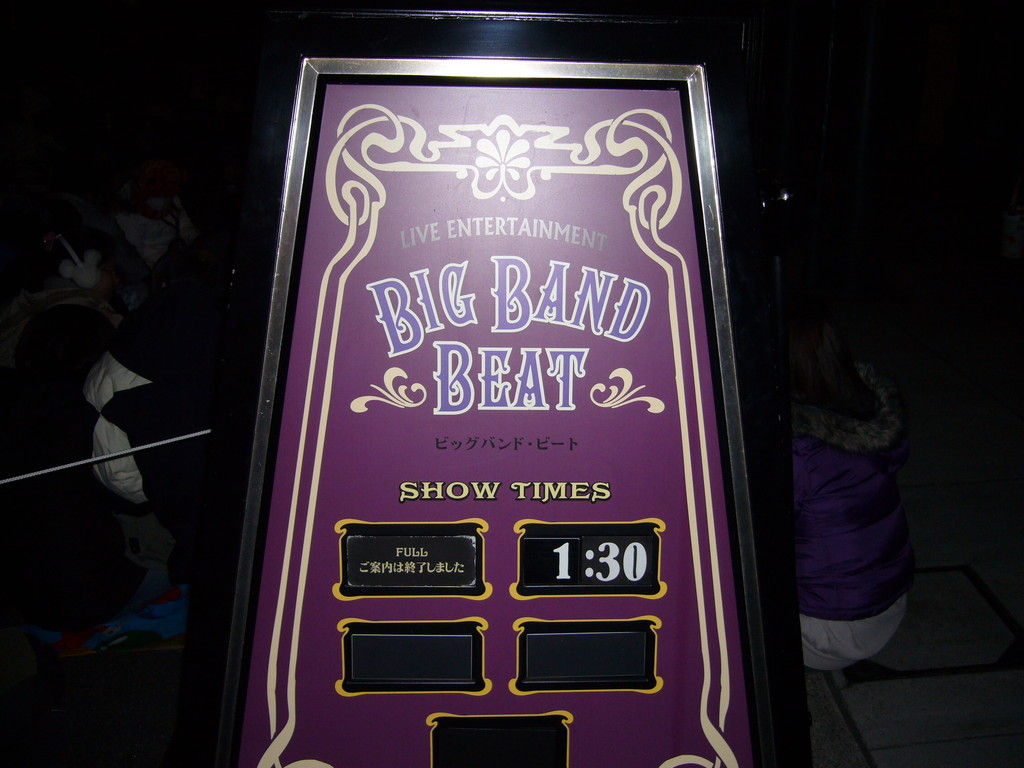 LIVE ENTERTAINMENT
BIG BAND
BEAT
ビッグバンド・ビート
SHOW TIMES
FULL
ご案内は終了しました
1:30